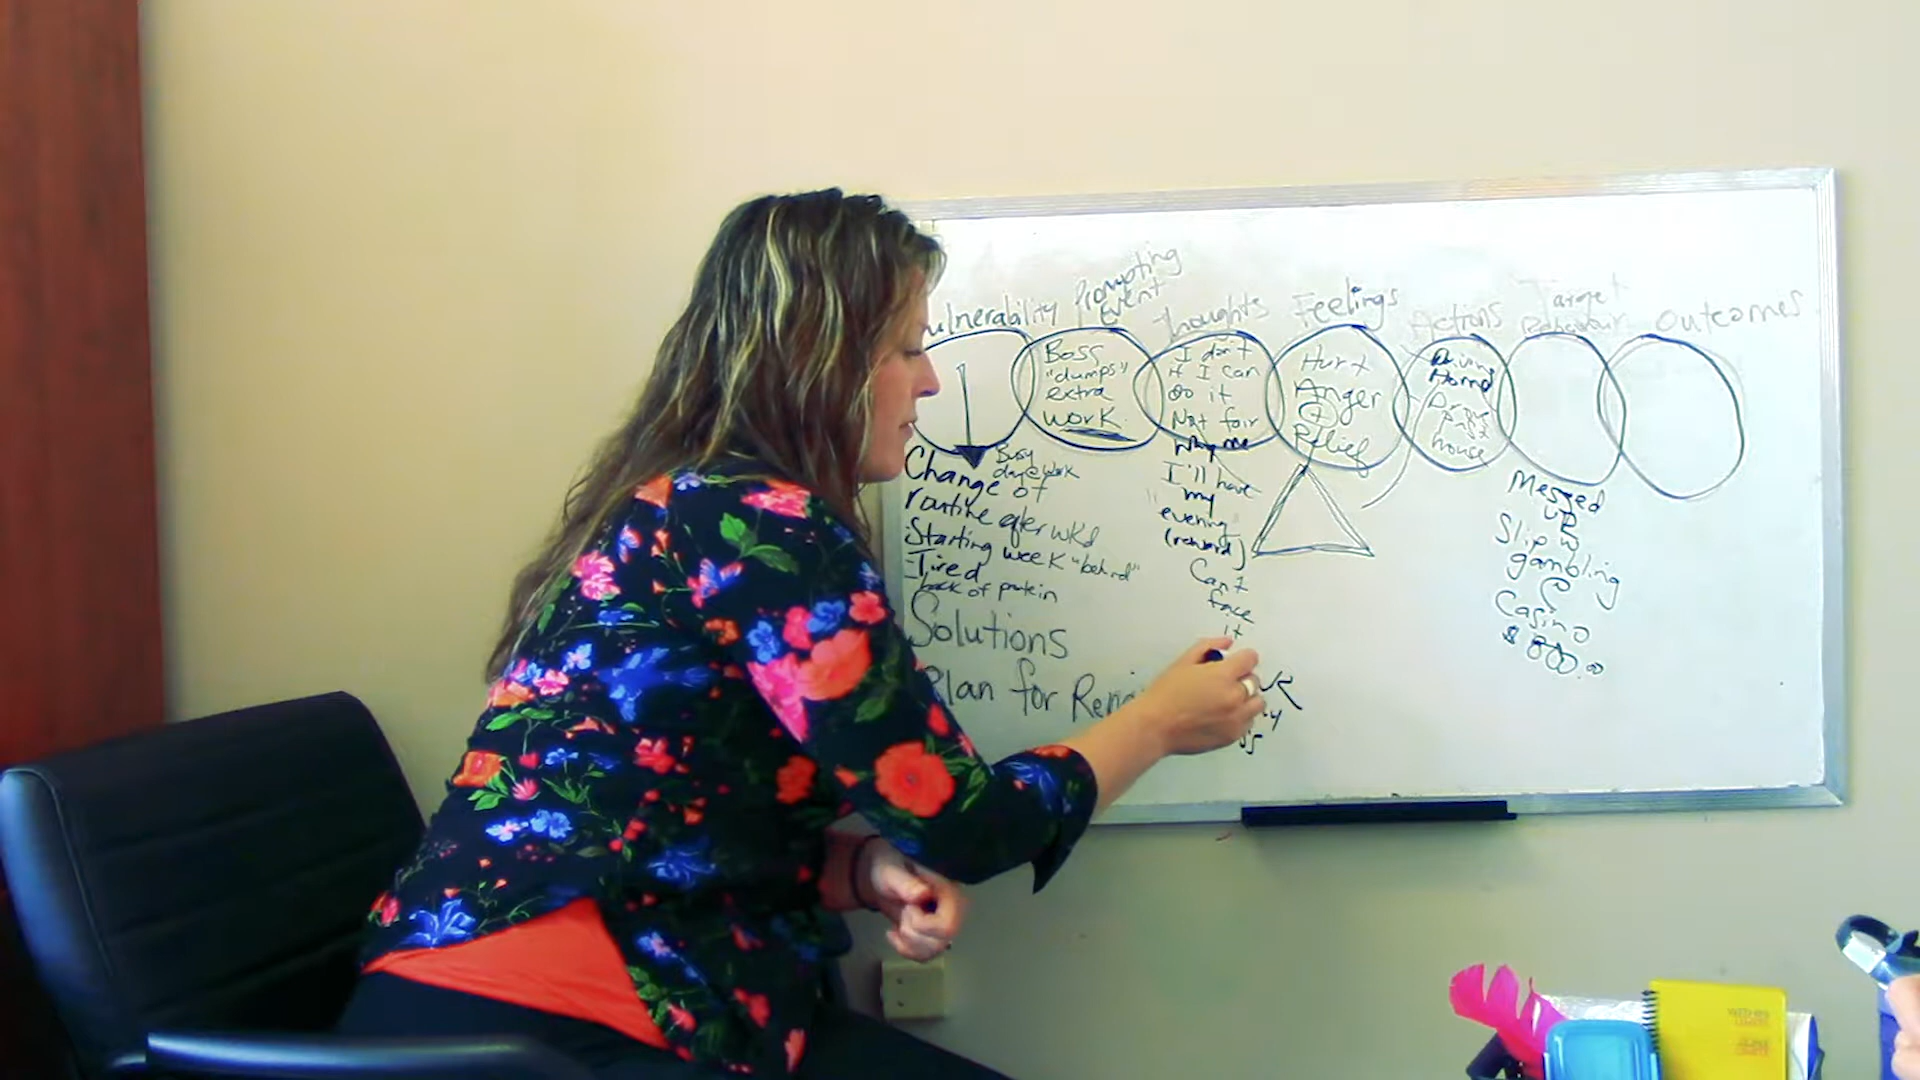 Vulnerability
Prompting
Event
Thoughts
Feelings
Actions
Target
Behaviour
Outcomes
Boss
"dumps"
extra
work.
I don't
if I can
do it
Not fair
Why me
I'll have
"my
evening
(reward)
Can't
face
it
Hurt
Anger
+
Relief
Driving
Home
Drive
past
house
Busy
day@work
Change of
routine after wkd
Starting week "behind"
Tired
Lack of protein
Solutions
Plan for
Messed
up
Slip w
gambling
@
Casino
$800.00